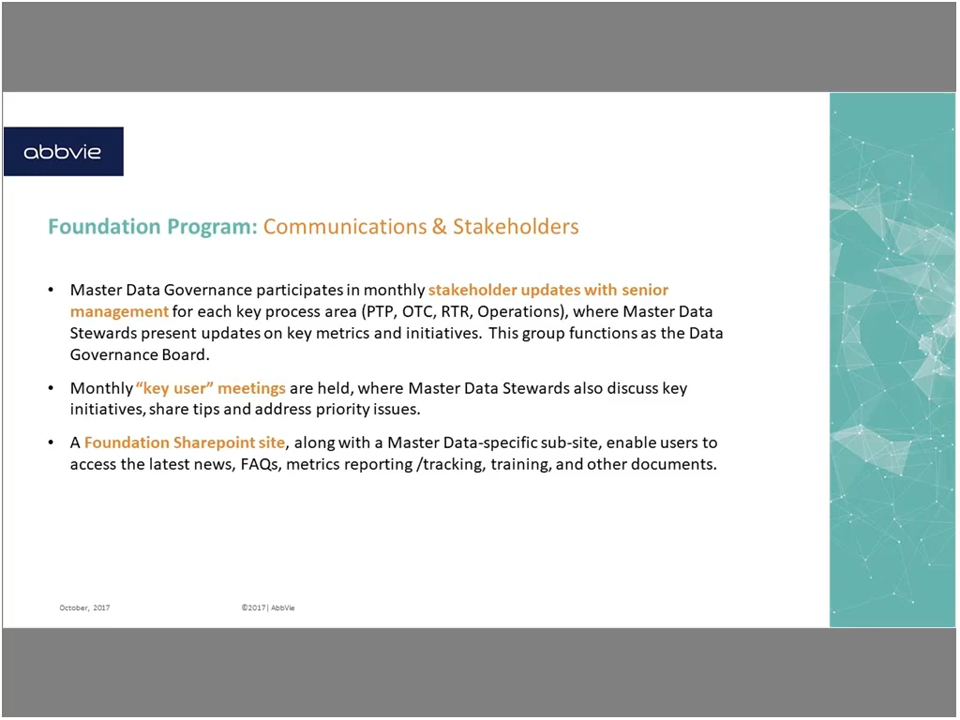 abbvie
Foundation Program: Communications & Stakeholders
• Master Data Governance participates in monthly stakeholder updates with senior
management for each key process area (PTP, OTC, RTR, Operations), where Master Data
Stewards present updates on key metrics and initiatives. This group functions as the Data
Governance Board.
• Monthly “key user” meetings are held, where Master Data Stewards also discuss key
initiatives, share tips and address priority issues.
• A Foundation Sharepoint site, along with a Master Data-specific sub-site, enable users to
access the latest news, FAQs, metrics reporting /tracking, training, and other documents.
October, 2017
©2017| AbbVie